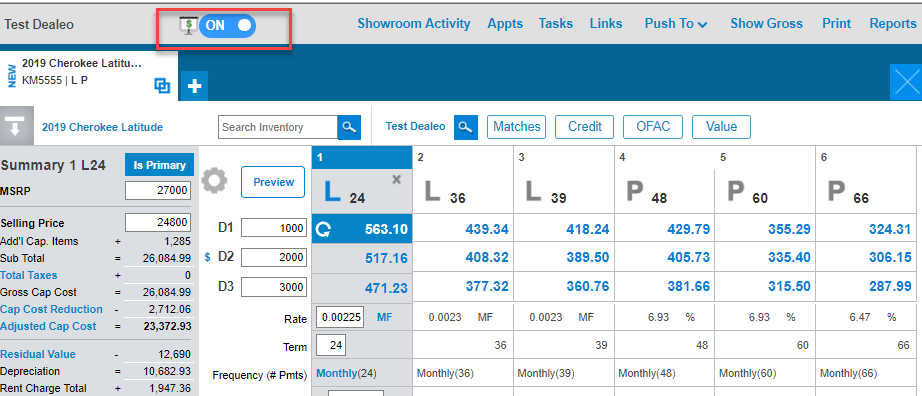 Test Dealeo $ ON Showroom Activity Appts Tasks Links Push To Show Gross Print Reports
NEW
2019 Cherokee Latitu...
KM5555 | L P
+
2019 Cherokee Latitude Search Inventory Test Dealeo Matches Credit OFAC Value
Summary 1 L24 Is Primary
MSRP 27000
Selling Price 24800
Add'l Cap. Items + 1,285
Sub Total = 26,084.99
Total Taxes + 0
Gross Cap Cost = 26,084.99
Cap Cost Reduction - 2,712.06
Adjusted Cap Cost = 23,372.93
Residual Value - 12,690
Depreciation = 10,682.93
Rent Charge Total + 1,947.36
Preview
1 2 3 4 5 6
L 24 x L 36 L 39 P 48 P 60 P 66
D1 1000 563.10 439.34 418.24 429.79 355.29 324.31
$ D2 2000 517.16 408.32 389.50 405.73 335.40 306.15
D3 3000 471.23 377.32 360.76 381.66 315.50 287.99
Rate 0.00225 MF 0.0023 MF 0.0023 MF 6.93 % 6.93 % 6.47 %
Term 24 36 39 48 60 66
Frequency (# Pmts) Monthly(24) Monthly(36) Monthly(39) Monthly(48) Monthly(60) Monthly(66)